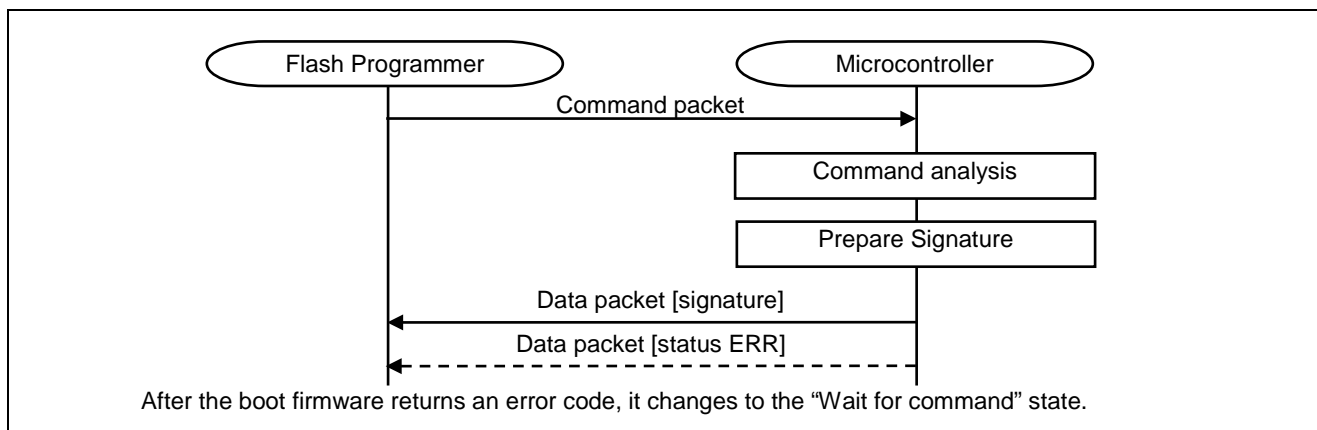 Flash Programmer
Microcontroller
Command packet
Command analysis
Prepare Signature
Data packet [signature]
Data packet [status ERR]
After the boot firmware returns an error code, it changes to the “Wait for command” state.